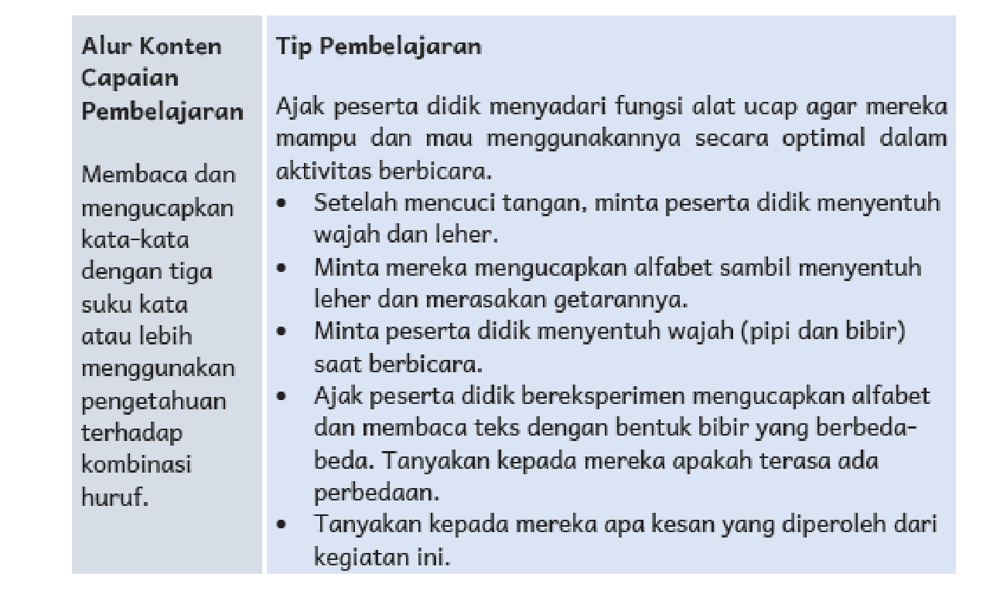 Alur Konten
Capaian
Pembelajaran
Membaca dan
mengucapkan
kata-kata
dengan tiga
suku kata
atau lebih
menggunakan
pengetahuan
terhadap
kombinasi
huruf.
Tip Pembelajaran
Ajak peserta didik menyadari fungsi alat ucap agar mereka
mampu dan mau menggunakannya secara optimal dalam
aktivitas berbicara.
• Setelah mencuci tangan, minta peserta didik menyentuh
wajah dan leher.
• Minta mereka mengucapkan alfabet sambil menyentuh
leher dan merasakan getarannya.
• Minta peserta didik menyentuh wajah (pipi dan bibir)
saat berbicara.
• Ajak peserta didik bereksperimen mengucapkan alfabet
dan membaca teks dengan bentuk bibir yang berbeda-
beda. Tanyakan kepada mereka apakah terasa ada
perbedaan.
• Tanyakan kepada mereka apa kesan yang diperoleh dari
kegiatan ini.